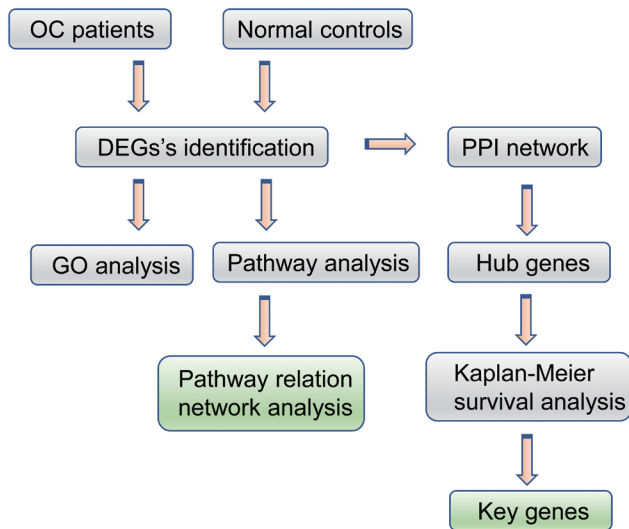 OC patients
Normal controls
DEGs's identification
PPI network
GO analysis
Pathway analysis
Hub genes
Pathway relation
network analysis
Kaplan-Meier
survival analysis
Key genes